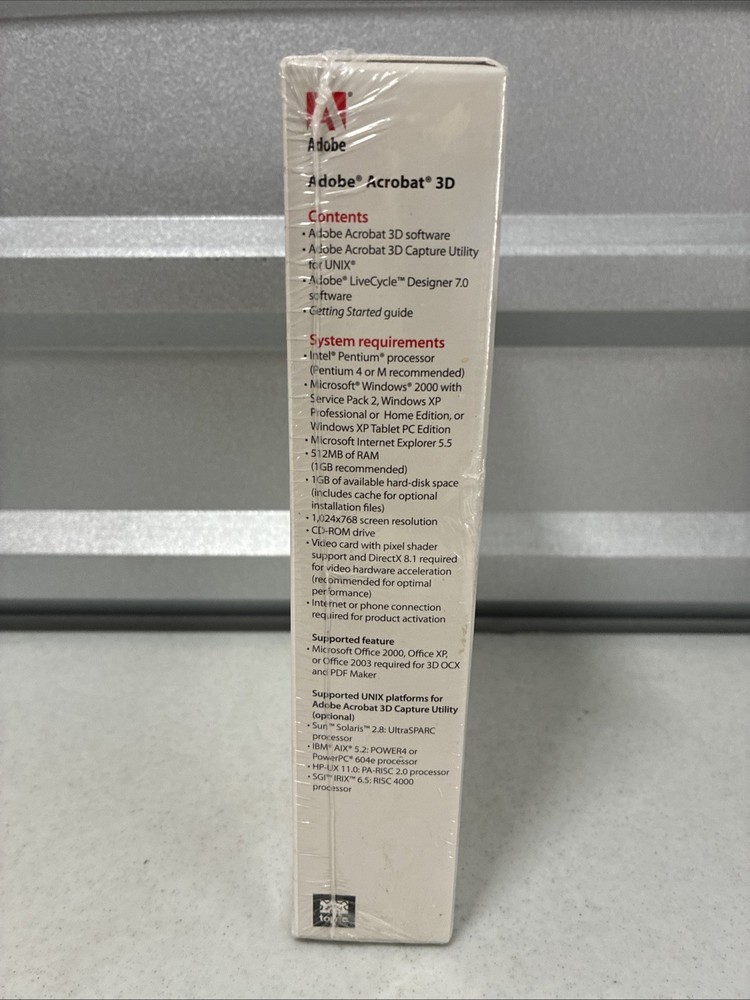 Adobe
Adobe® Acrobat® 3D
Contents
• Adobe Acrobat 3D software
• Adobe Acrobat 3D Capture Utility
for UNIX®
• Adobe® LiveCycle™ Designer 7.0
software
• Getting Started guide
System requirements
• Intel® Pentium® processor
(Pentium 4 or M recommended)
• Microsoft® Windows® 2000 with
Service Pack 2, Windows XP
Professional or Home Edition, or
Windows XP Tablet PC Edition
• Microsoft Internet Explorer 5.5
• 512MB of RAM
(1GB recommended)
• 1GB of available hard-disk space
(includes cache for optional
installation files)
• 1,024x768 screen resolution
• CD-ROM drive
• Video card with pixel shader
support and DirectX 8.1 required
for video hardware acceleration
(recommended for optimal
performance)
• Internet or phone connection
required for product activation
Supported feature
• Microsoft Office 2000, Office XP,
or Office 2003 required for 3D OCX
and PDF Maker
Supported UNIX platforms for
Adobe Acrobat 3D Capture Utility
(optional)
• Sun™ Solaris™ 2.8: UltraSPARC
processor
• IBM® AIX® 5.2: POWER4 or
PowerPC® 604e processor
• HP-UX 11.0: PA-RISC 2.0 processor
• SGI™ IRIX™ 6.5: RISC 4000
processor